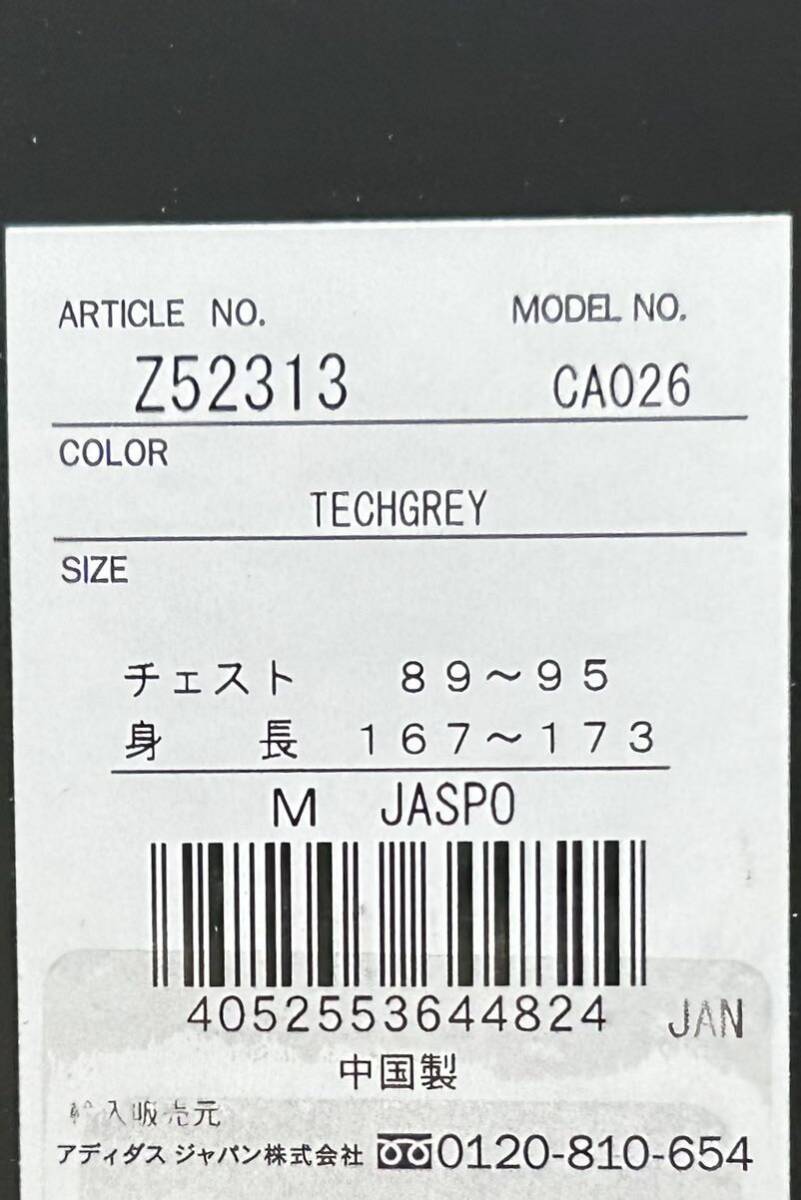 ARTICLE NO. MODEL NO.
Z52313 CA026
COLOR
TECHGREY
SIZE
チェスト 89～95
身長 167～173
M JASPO
4052553644824 JAN
中国製
輸入販売元
アディダス ジャパン株式会社 0120-810-654